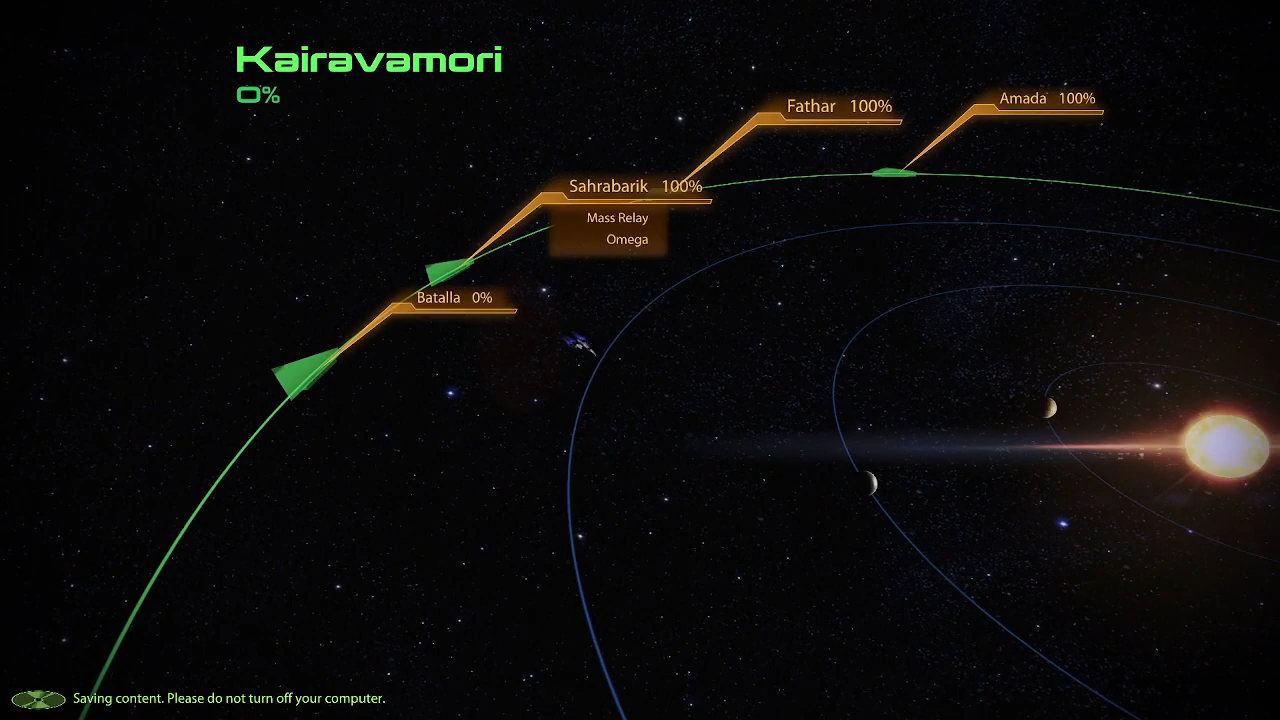 Kairavamori
0%
Fathar 100%
Amada 100%
Sahrabarik 100%
Mass Relay
Omega
Batalla 0%
Saving content. Please do not turn off your computer.